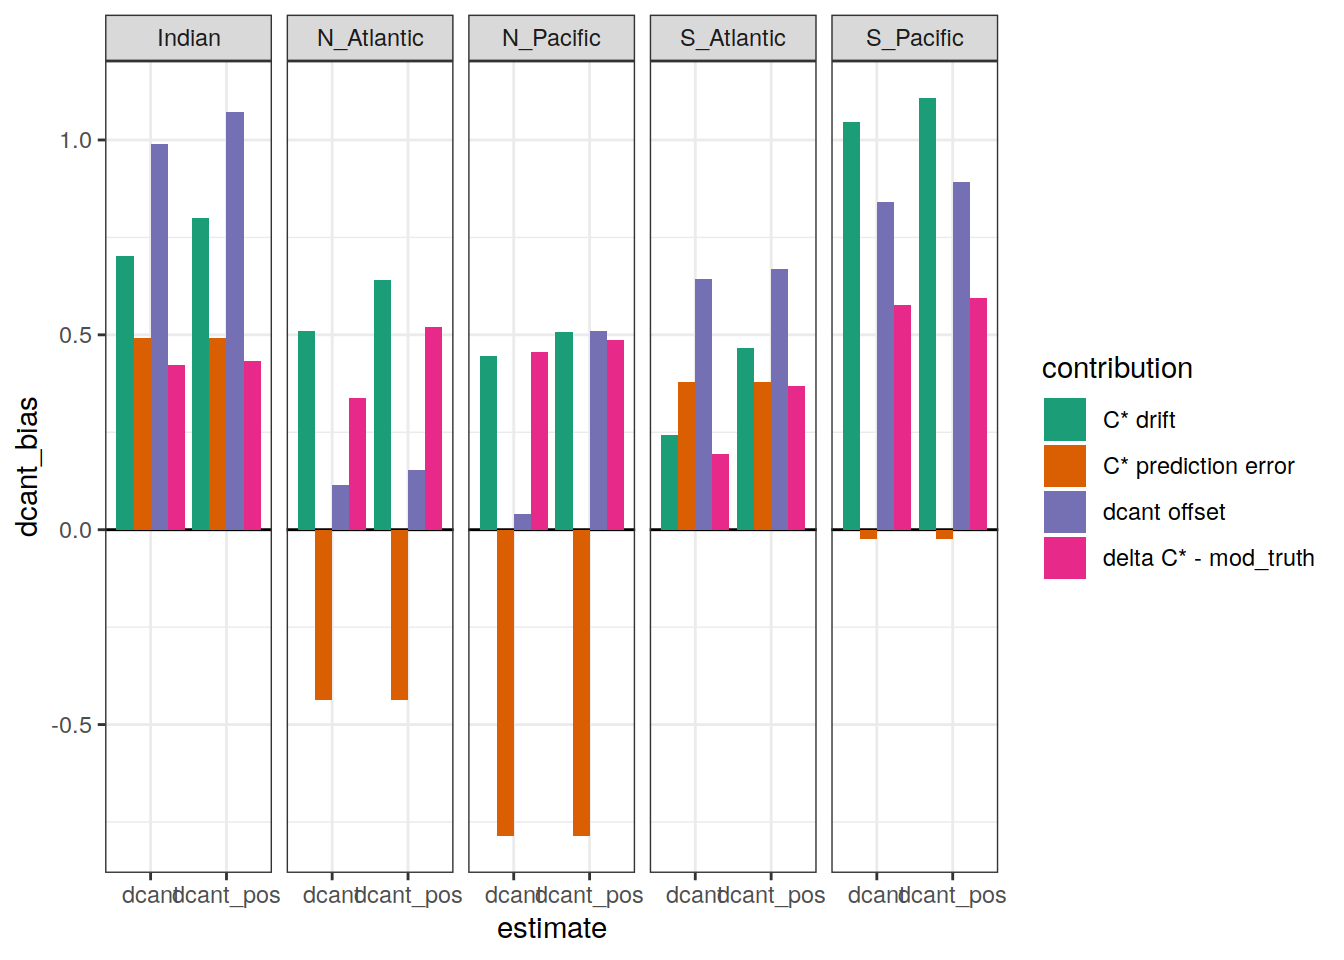 Indian N_Atlantic N_Pacific S_Atlantic S_Pacific
1.0
0.5
0.0
-0.5
dcant_bias
dcant dcant_pos dcant dcant_pos dcant dcant_pos dcant dcant_pos dcant dcant_pos
estimate
contribution
C* drift
C* prediction error
dcant offset
delta C* - mod_truth